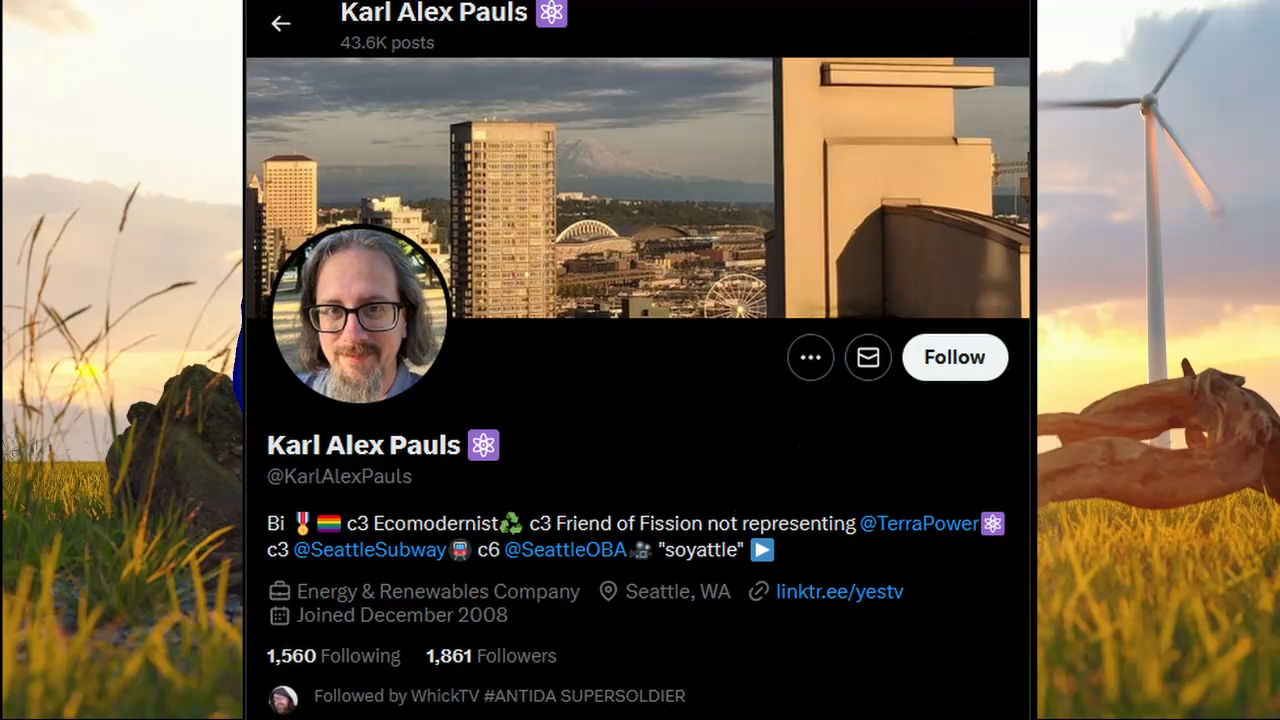 Karl Alex Pauls ⚛️
43.6K posts
Follow
Karl Alex Pauls ⚛️
@KarlAlexPauls
Bi 🎖️🏳️‍🌈 c3 Ecomodernist♻️ c3 Friend of Fission not representing @TerraPower⚛️
c3 @SeattleSubway🚇 c6 @SeattleOBA🎥 "soyattle" ▶️
Energy & Renewables Company Seattle, WA linktr.ee/yestv
Joined December 2008
1,560 Following 1,861 Followers
Followed by WhickTV #ANTIDA SUPERSOLDIER